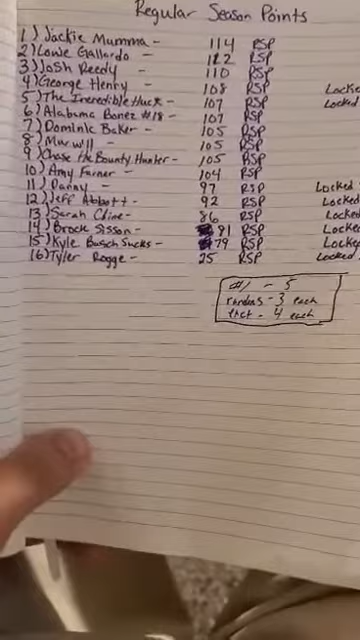 Regular Season Points
1) Jackie Mumma - 114 RSP
2) Lowe Gallardo - 112 RSP
3) Josh Reedy - 110 RSP
4) George Henry - 108 RSP Locke
5) The Incredible Huck - 107 RSP Locked
6) Alabama Bonez #18 - 107 RSP
7) Dominic Baker - 105 RSP
8) Murwill - 105 RSP
9) Chase the Bounty Hunter - 105 RSP
10) Amy Farner - 104 RSP
11) Danny - 97 RSP Locked
12) Jeff Abbott - 92 RSP Locked
13) Sarah Cline - 86 RSP Locked
14) Brock Sisson - 81 RSP Locked
15) Kyle Busch Sucks - 79 RSP Locked
16) Tyler Rogge - 25 RSP Locked
#1 - 5
randoms - 3 each
- 4 each